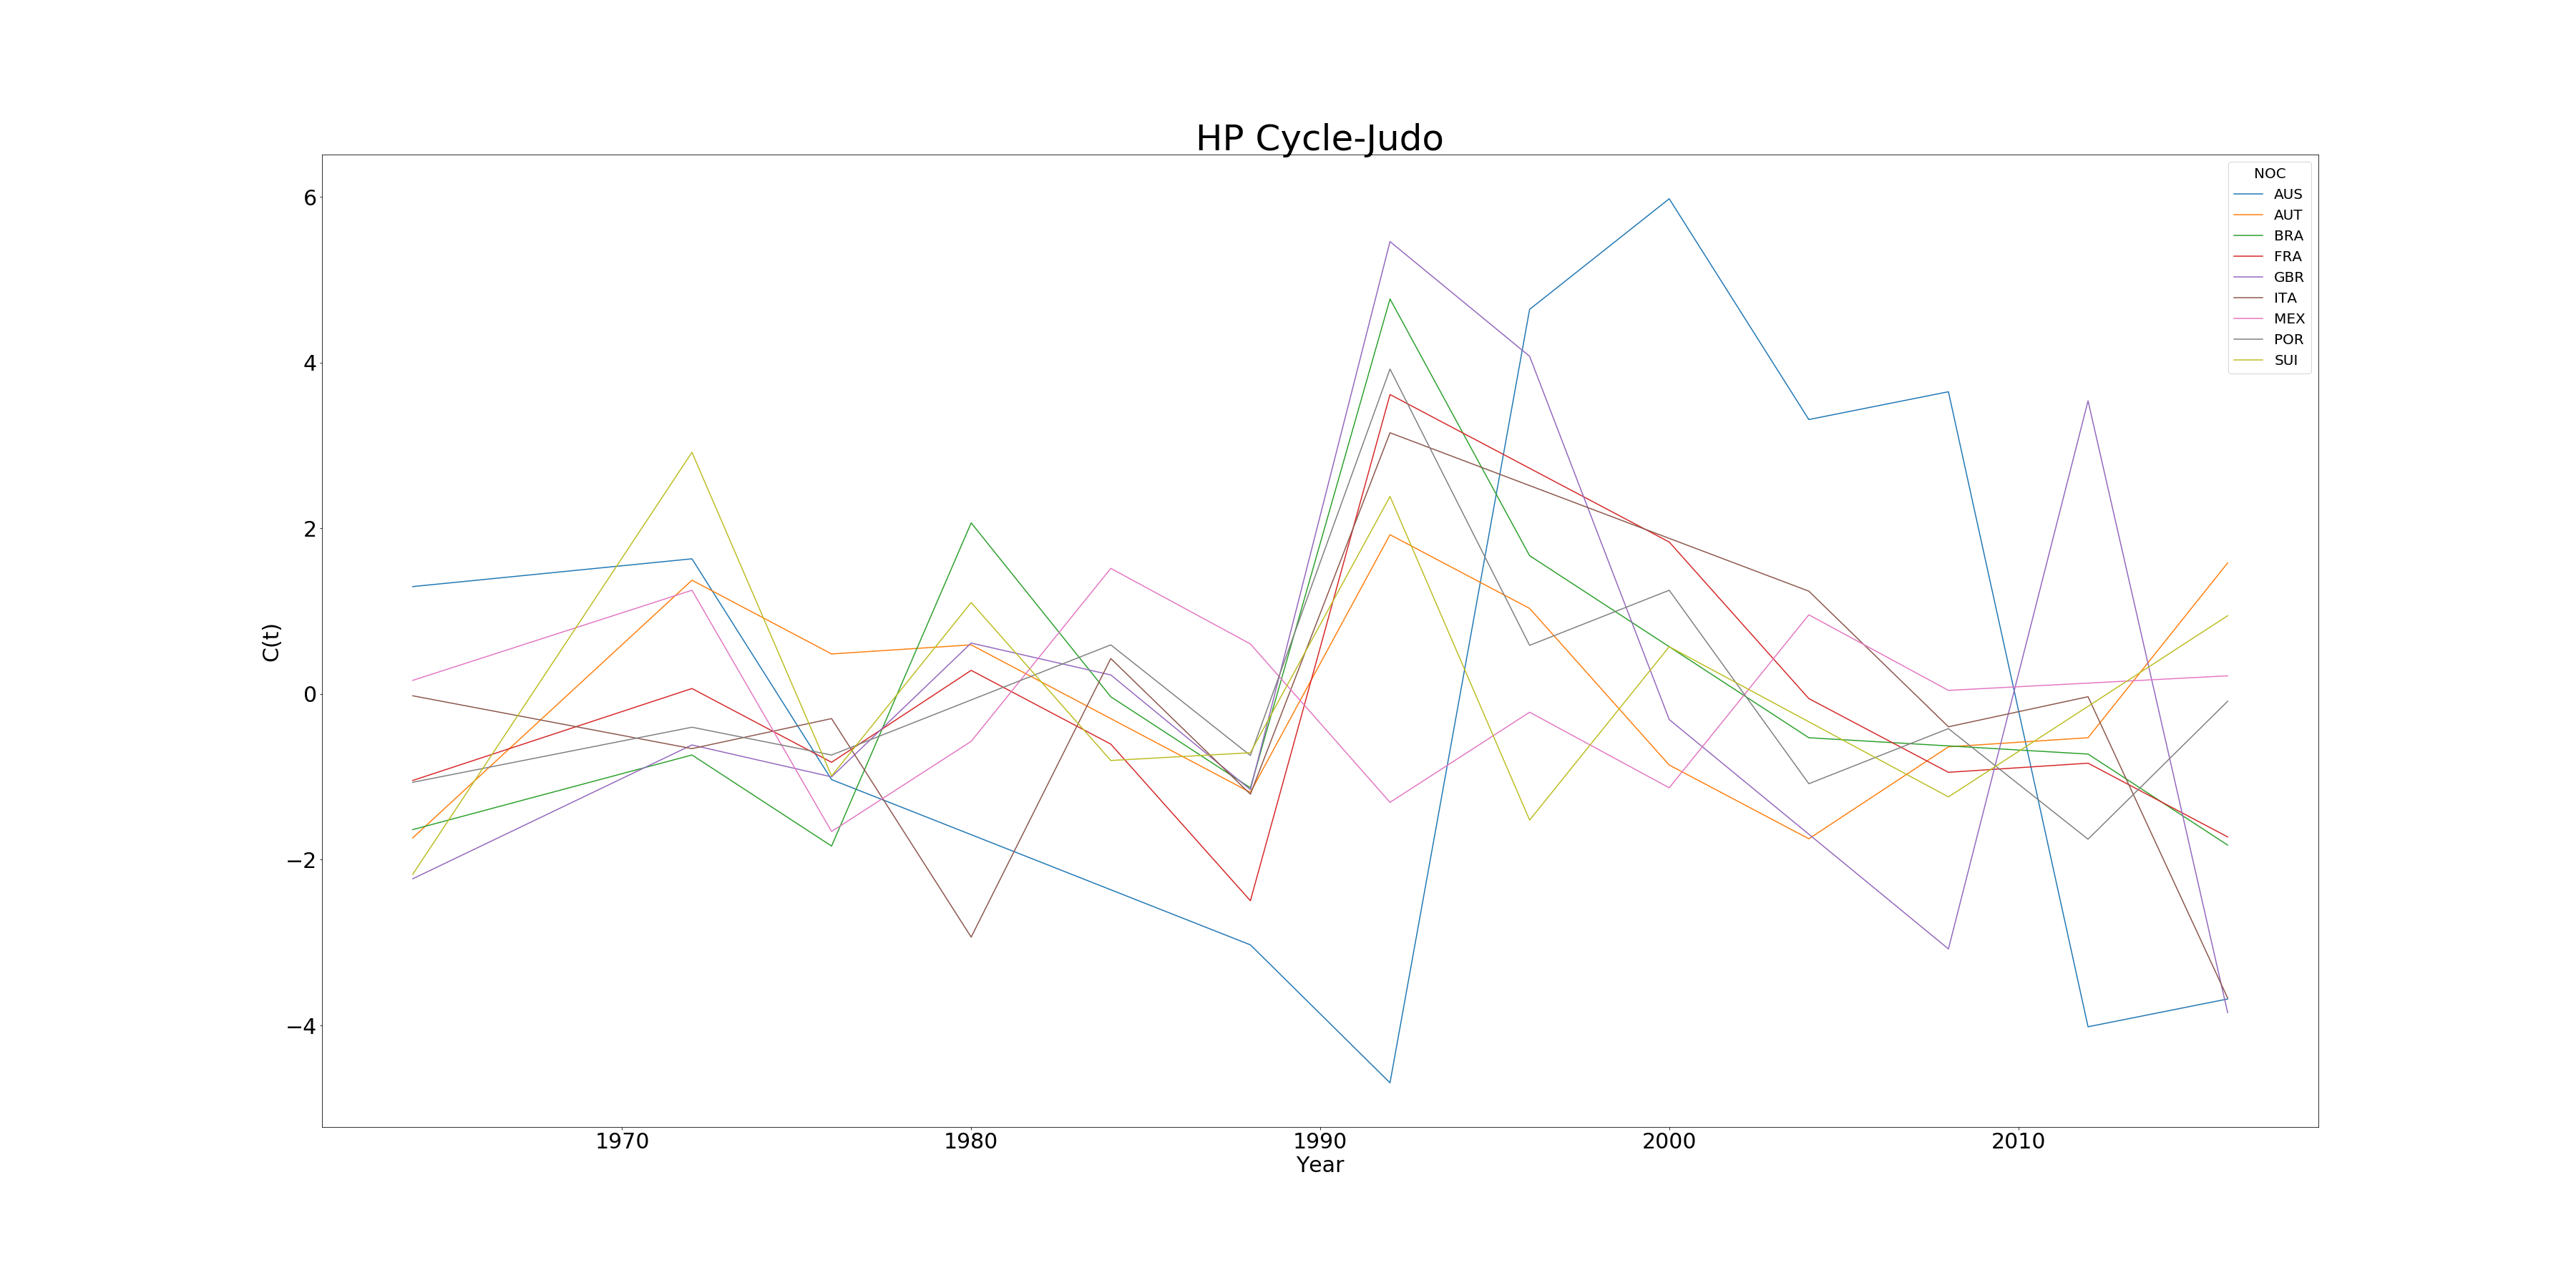 HP Cycle-Judo
6
4
2
0
−2
−4
C(t)
1970 1980 1990 2000 2010
Year
NOC
AUS
AUT
BRA
FRA
GBR
ITA
MEX
POR
SUI